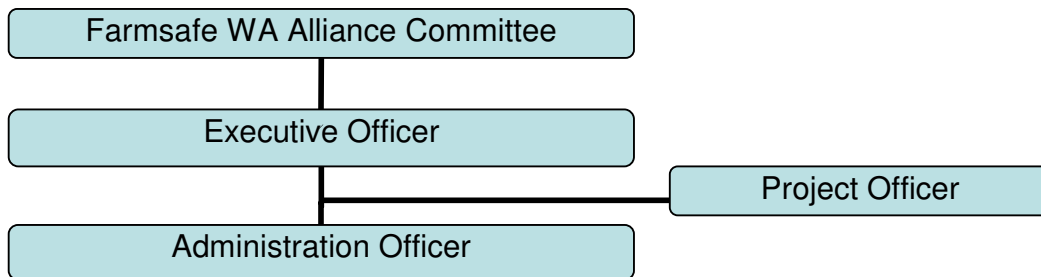 Farmsafe WA Alliance Committee
Executive Officer
Project Officer
Administration Officer